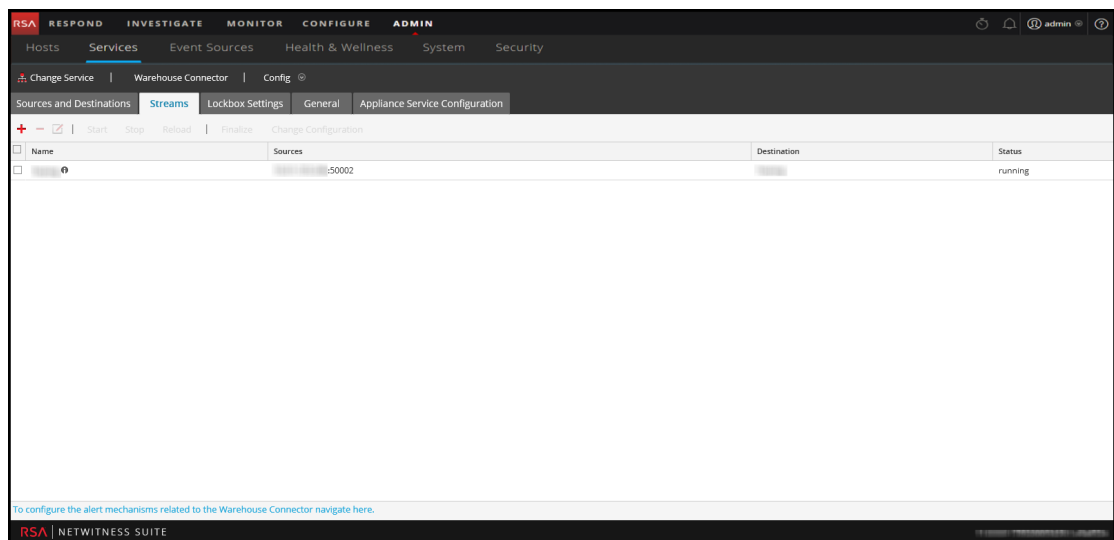 RSA RESPOND INVESTIGATE MONITOR CONFIGURE ADMIN admin
Hosts Services Event Sources Health & Wellness System Security
Change Service | Warehouse Connector | Config
Sources and Destinations Streams Lockbox Settings General Appliance Service Configuration
Start Stop Reload | Finalize Change Configuration
Name Sources Destination Status
:50002 running
To configure the alert mechanisms related to the Warehouse Connector navigate here.
RSA | NETWITNESS SUITE